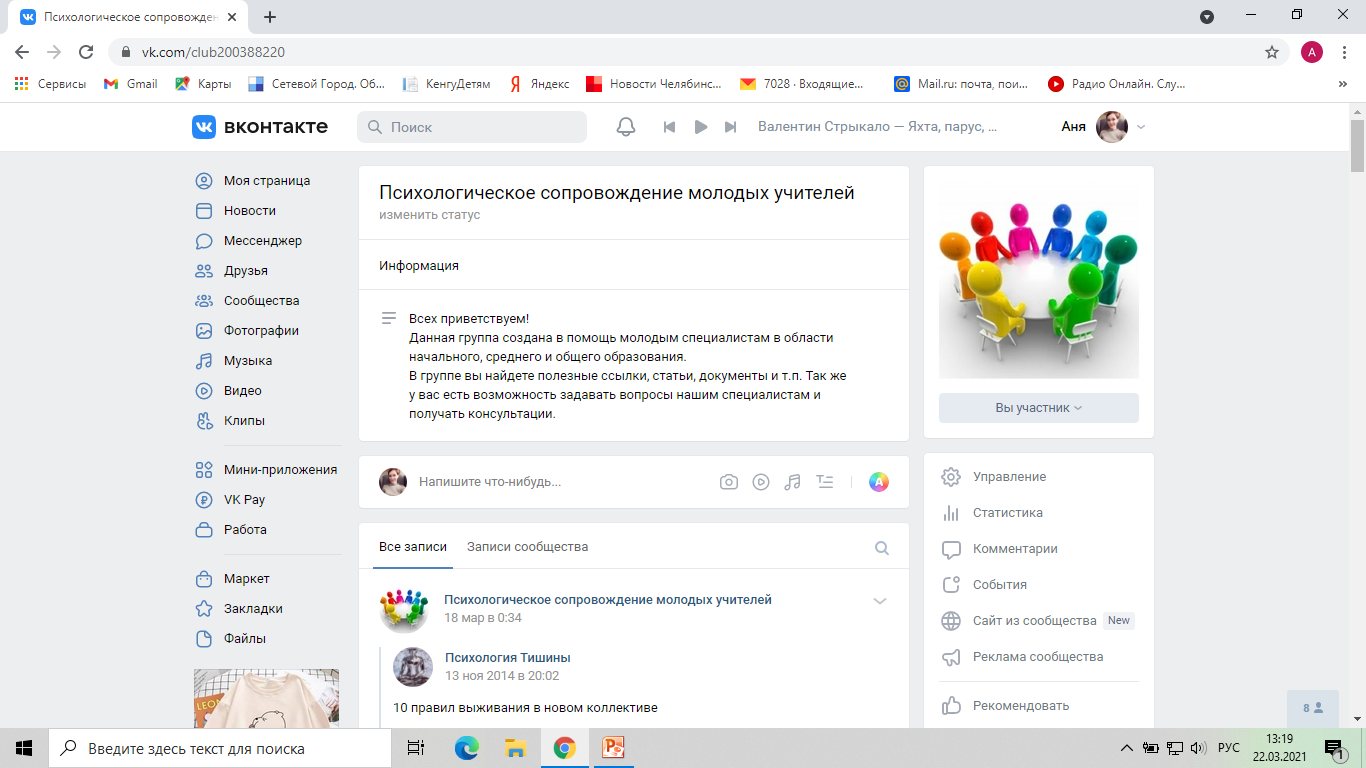 Психологическое сопровожден
vk.com/club200388220
A
Сервисы
Gmail
Карты
Сетевой Город. Об...
КенгуДетям
Яндекс
Новости Челябинс...
7028 · Входящие...
Mail.ru: почта, пои...
Радио Онлайн. Слу...
»
вконтакте
Поиск
Валентин Стрыкало — Яхта, парус, ...
Аня
Моя страница
Новости
Мессенджер
Друзья
Сообщества
Фотографии
Музыка
Видео
Клипы
Мини-приложения
VK Pay
Работа
Маркет
Закладки
Файлы
LEON
Психологическое сопровождение молодых учителей
изменить статус
Информация
Всех приветствуем!
Данная группа создана в помощь молодым специалистам в области
начального, среднего и общего образования.
В группе вы найдете полезные ссылки, статьи, документы и т.п. Так же
у вас есть возможность задавать вопросы нашим специалистам и
получать консультации.
Напишите что-нибудь...
A
Все записи
Записи сообщества
Психологическое сопровождение молодых учителей
18 мар в 0:34
Психология Тишины
13 ноя 2014 в 20:02
10 правил выживания в новом коллективе
Вы участник
Управление
Статистика
Комментарии
События
Сайт из сообщества New
Реклама сообщества
Рекомендовать
8
Введите здесь текст для поиска
РУС
13:19
22.03.2021
1